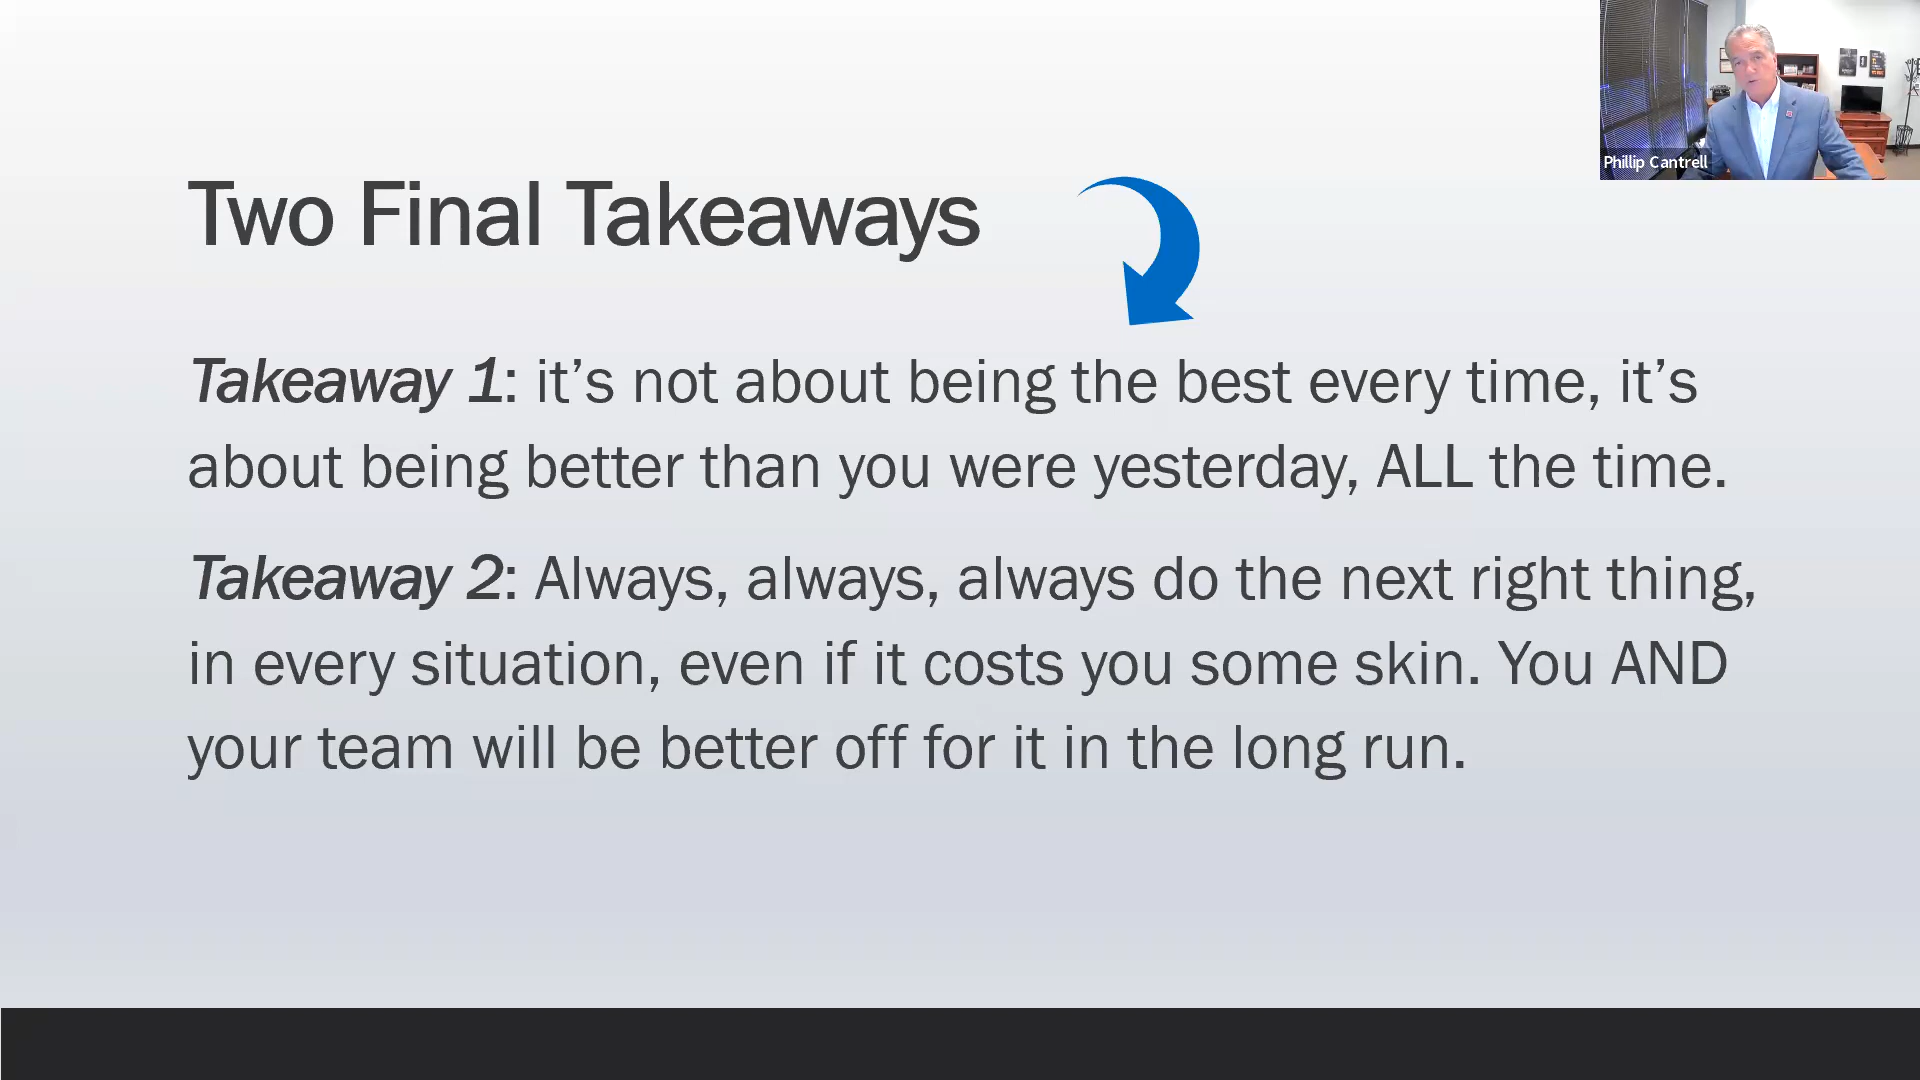 Phillip Cantrell
Two Final Takeaways
Takeaway 1: it’s not about being the best every time, it’s
about being better than you were yesterday, ALL the time.
Takeaway 2: Always, always, always do the next right thing,
in every situation, even if it costs you some skin. You AND
your team will be better off for it in the long run.